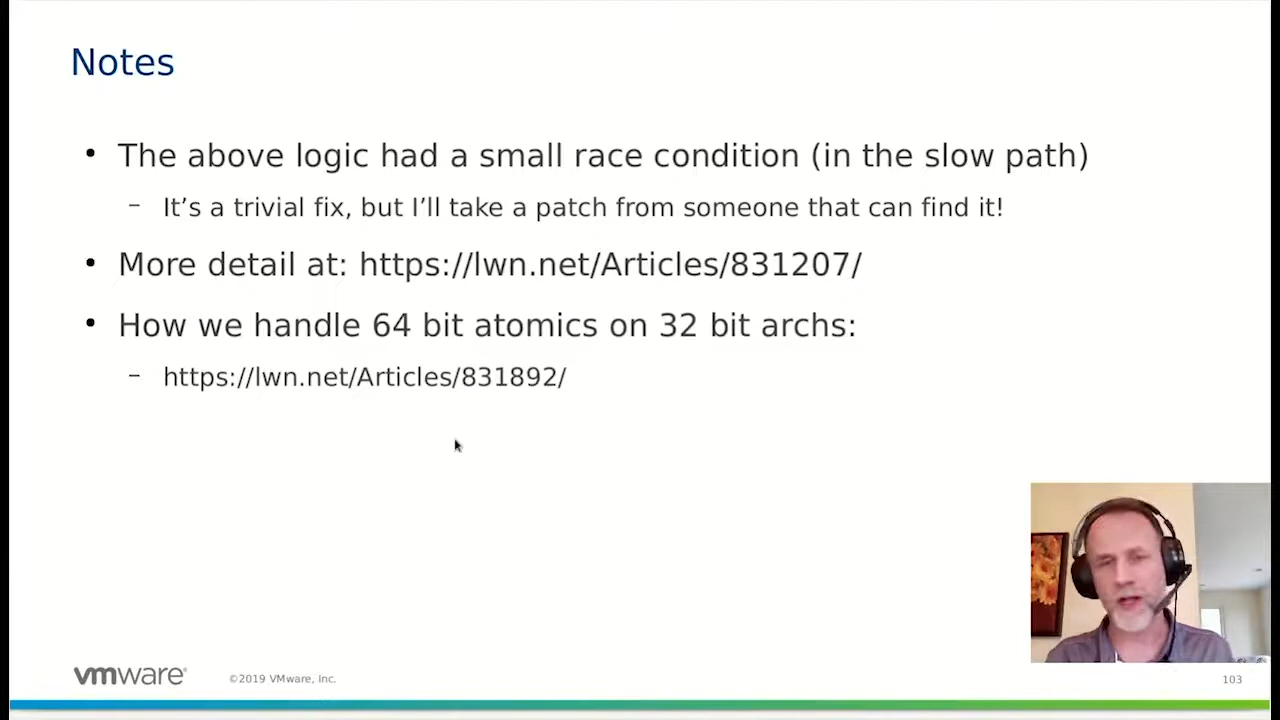 Notes
• The above logic had a small race condition (in the slow path)
– It’s a trivial fix, but I’ll take a patch from someone that can find it!
• More detail at: https://lwn.net/Articles/831207/
• How we handle 64 bit atomics on 32 bit archs:
– https://lwn.net/Articles/831892/
vmware®
©2019 VMware, Inc.
103